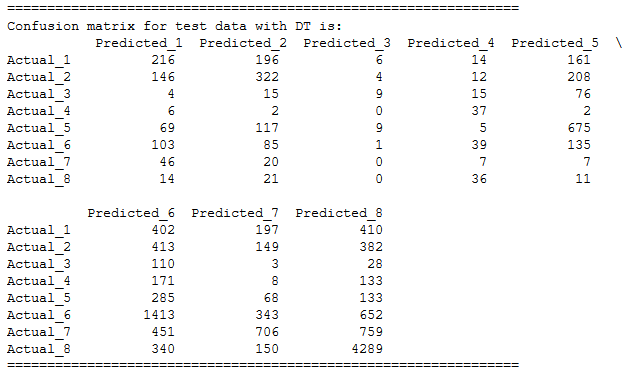 ================================================================
Confusion matrix for test data with DT is:
Predicted_1 Predicted_2 Predicted_3 Predicted_4 Predicted_5 \
Actual_1 216 196 6 14 161
Actual_2 146 322 4 12 208
Actual_3 4 15 9 15 76
Actual_4 6 2 0 37 2
Actual_5 69 117 9 5 675
Actual_6 103 85 1 39 135
Actual_7 46 20 0 7 7
Actual_8 14 21 0 36 11
Predicted_6 Predicted_7 Predicted_8
Actual_1 402 197 410
Actual_2 413 149 382
Actual_3 110 3 28
Actual_4 171 8 133
Actual_5 285 68 133
Actual_6 1413 343 652
Actual_7 451 706 759
Actual_8 340 150 4289
================================================================